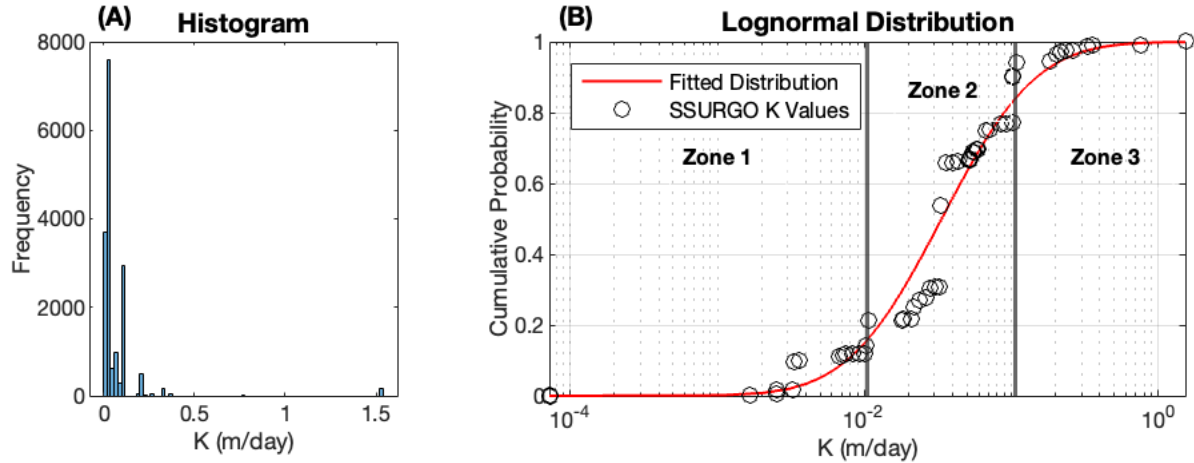 (A)
Histogram
8000
6000
4000
2000
0
Frequency
0
0.5
1
1.5
K (m/day)
(B)
Lognormal Distribution
Fitted Distribution
SSURGO K Values
Zone 1
Zone 2
Zone 3
1
0.8
0.6
0.4
0.2
0
Cumulative Probability
10^-4
10^-2
10^0
K (m/day)